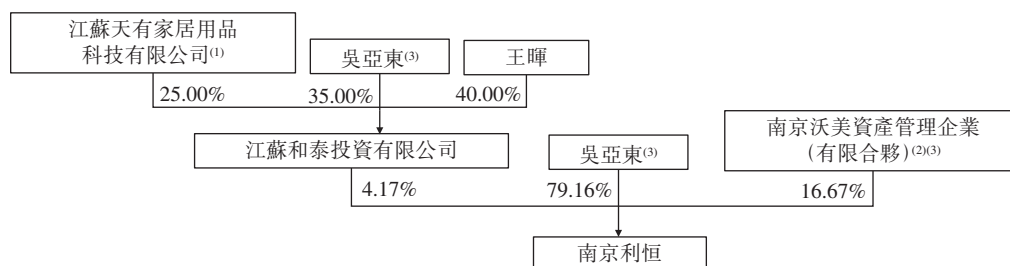 江蘇天有家居用品
科技有限公司(1)
吳亞東(3)
王暉
25.00%
35.00%
40.00%
江蘇和泰投資有限公司
吳亞東(3)
南京沃美資產管理企業
(有限合夥)(2)(3)
4.17%
79.16%
16.67%
南京利恒